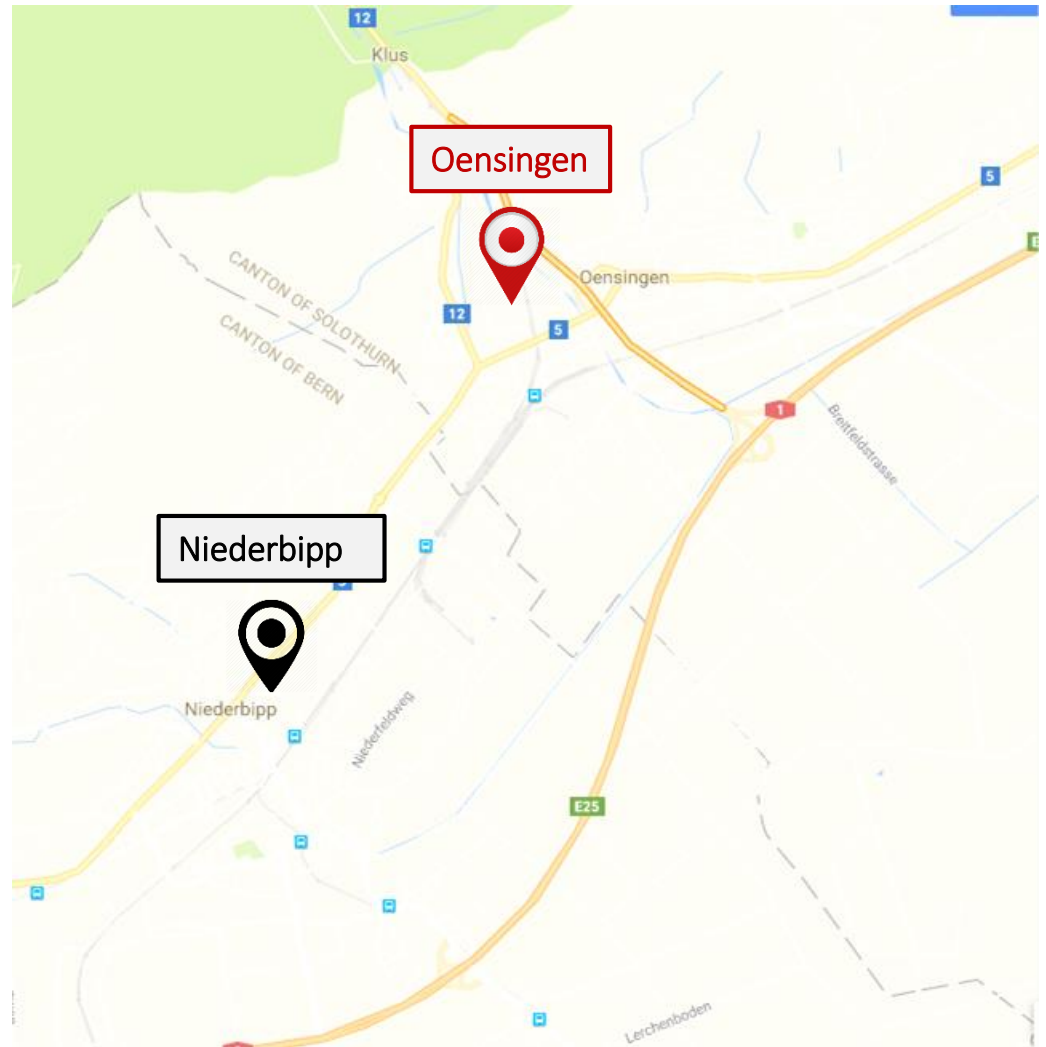 12
Klus
Oensingen
5
E
CANTON OF SOLOTHURN
CANTON OF BERN
Oensingen
12
5
1
Breitfeldstrasse
Niederbipp
Niederbipp
Niederfeldweg
E25
Lerchenboden